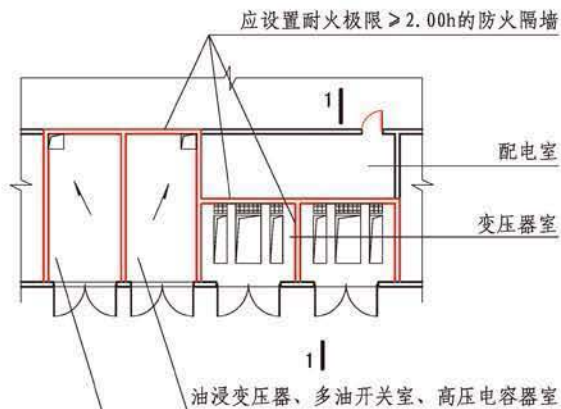 应设置耐火极限≥2.00h的防火隔墙
1
配电室
变压器室
1
油浸变压器、多油开关室、高压电容器室